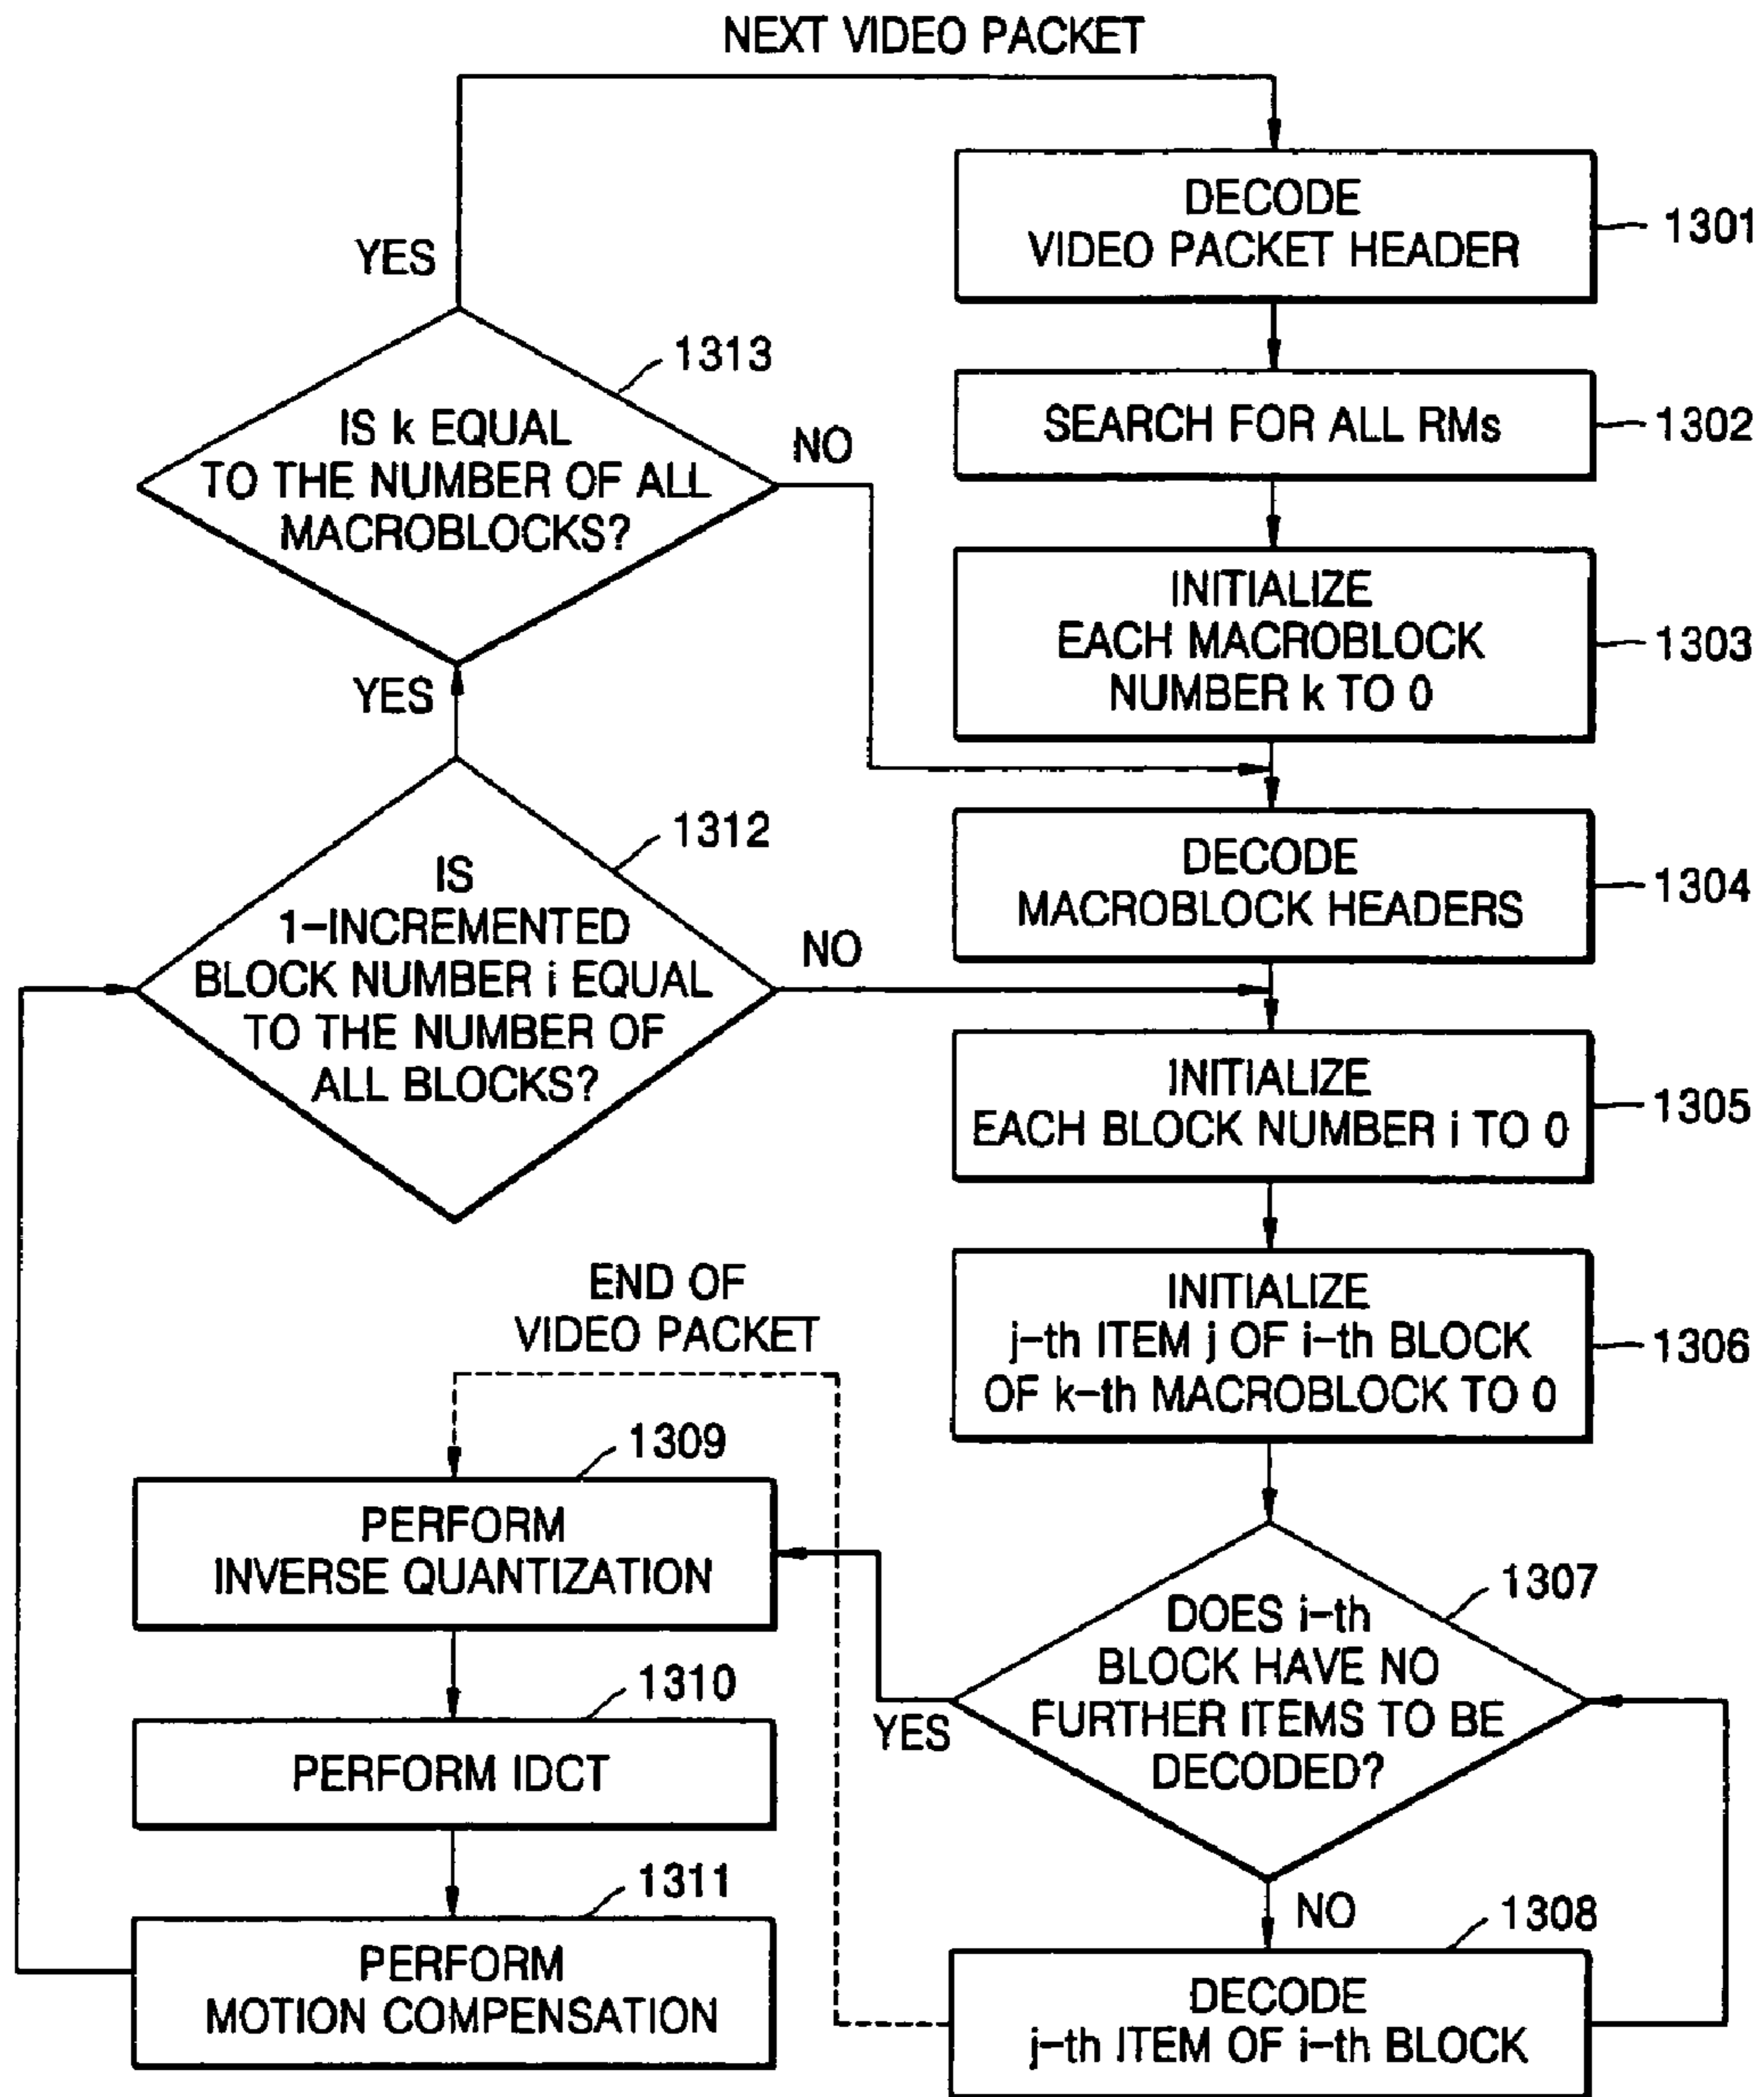 NEXT VIDEO PACKET
DECODE
VIDEO PACKET HEADER
1301
YES
1313
SEARCH FOR ALL RMs
1302
IS k EQUAL
TO THE NUMBER OF ALL
MACROBLOCKS?
NO
INITIALIZE
EACH MACROBLOCK
NUMBER k TO 0
1303
YES
1312
DECODE
MACROBLOCK HEADERS
1304
IS
1-INCREMENTED
BLOCK NUMBER i EQUAL
TO THE NUMBER OF
ALL BLOCKS?
NO
INITIALIZE
EACH BLOCK NUMBER i TO 0
1305
INITIALIZE
j-th ITEM j OF i-th BLOCK
OF k-th MACROBLOCK TO 0
1306
END OF
VIDEO PACKET
1309
PERFORM
INVERSE QUANTIZATION
1307
DOES i-th
BLOCK HAVE NO
FURTHER ITEMS TO BE
DECODED?
YES
1310
PERFORM IDCT
1311
PERFORM
MOTION COMPENSATION
NO
1308
DECODE
j-th ITEM OF i-th BLOCK